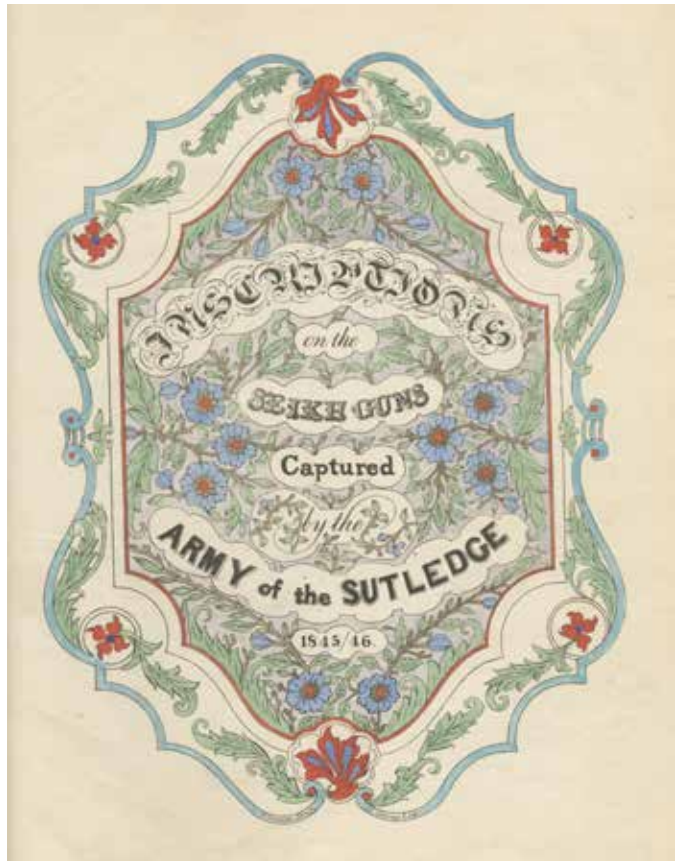 INSCRIPTIONS
on the
SEIKH GUNS
Captured
by the
ARMY of the SUTLEDGE
1845/46.